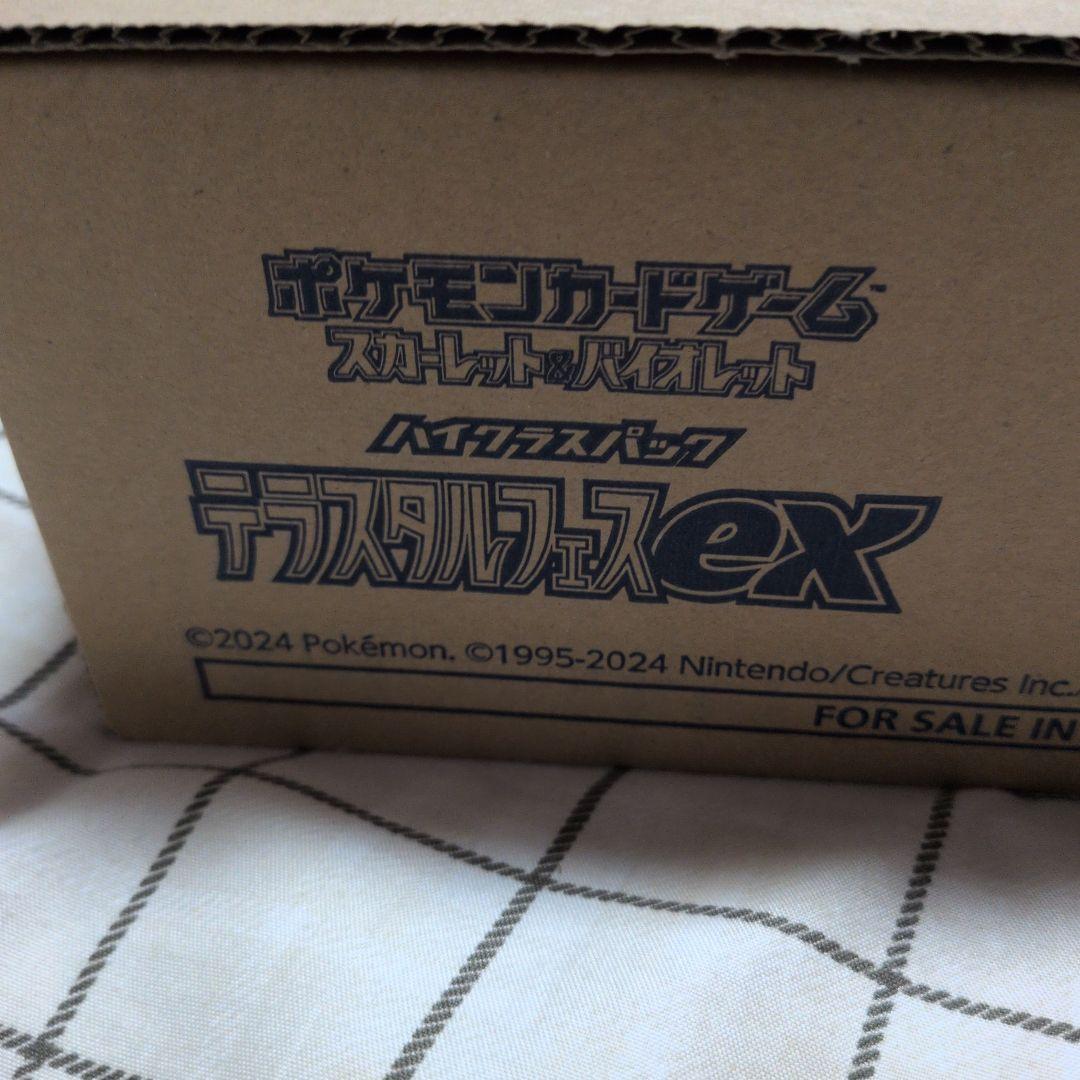 ポケモンカードゲーム™
スカーレット&バイオレット
ハイクラスパック
テラスタルフェスex
©2024 Pokémon. ©1995-2024 Nintendo/Creatures Inc./
FOR SALE IN